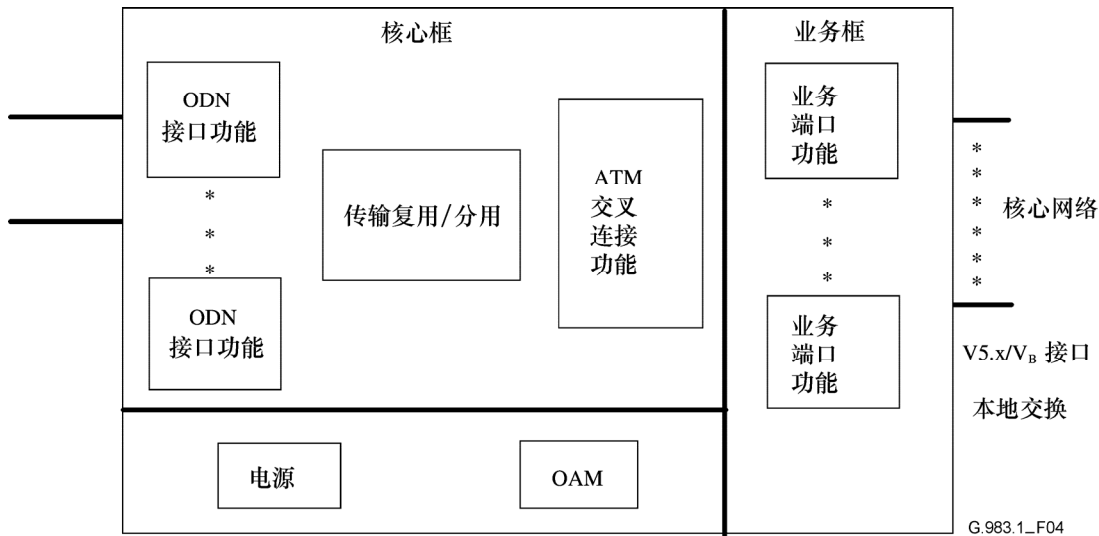 核心框
业务框
ODN
接口功能
*
*
*
ODN
接口功能
传输复用/分用
ATM
交叉
连接
功能
业务
端口
功能
*
*
*
业务
端口
功能
*
*
*
*
*
*
核心网络
V5.x/VB 接口
本地交换
电源
OAM
G.983.1_F04